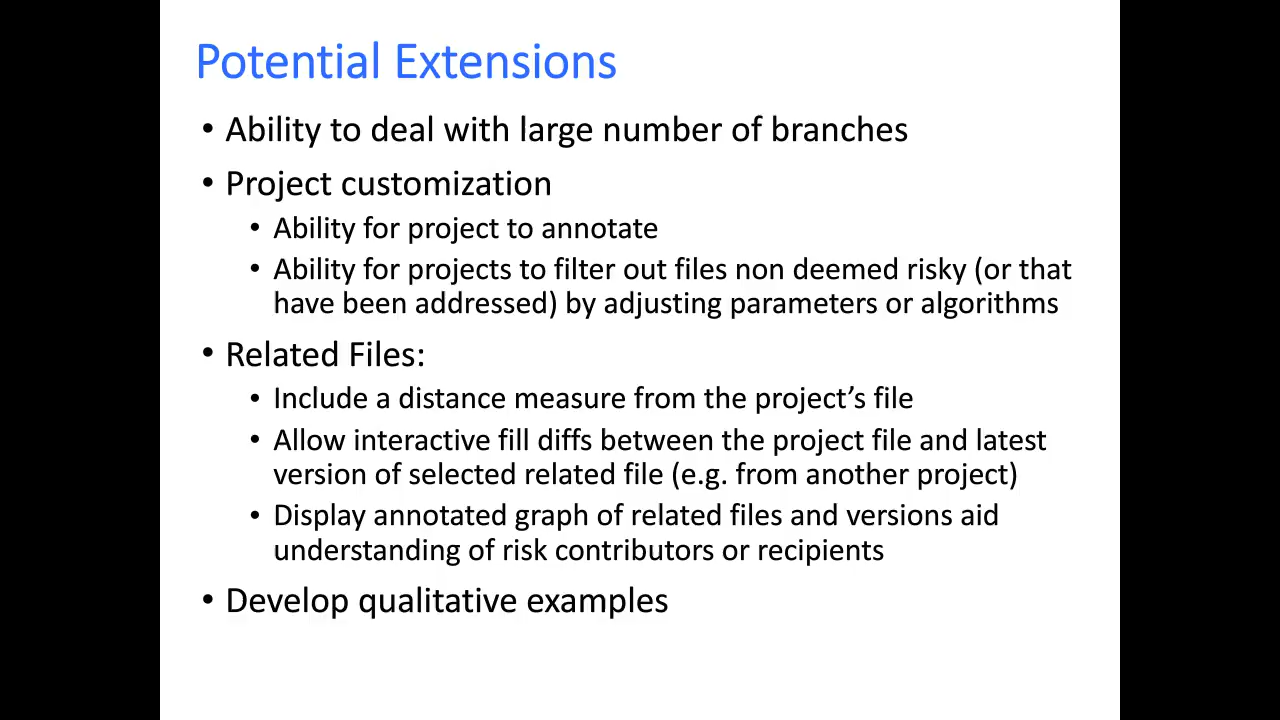 Potential Extensions
• Ability to deal with large number of branches
• Project customization
• Ability for project to annotate
• Ability for projects to filter out files non deemed risky (or that
have been addressed) by adjusting parameters or algorithms
• Related Files:
• Include a distance measure from the project’s file
• Allow interactive fill diffs between the project file and latest
version of selected related file (e.g. from another project)
• Display annotated graph of related files and versions aid
understanding of risk contributors or recipients
• Develop qualitative examples